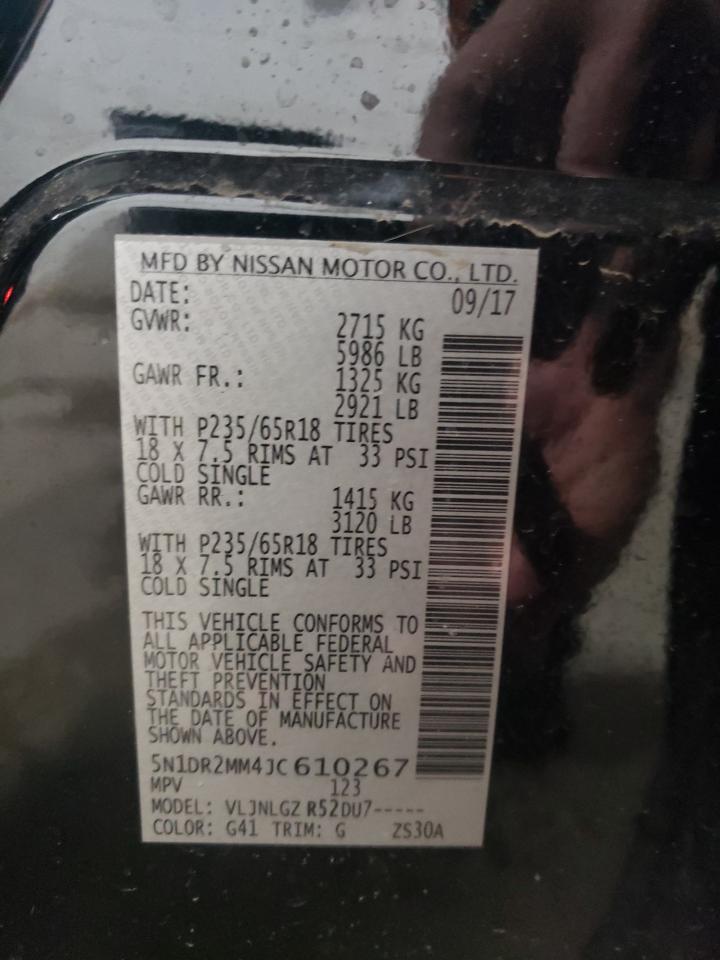 MFD BY NISSAN MOTOR CO., LTD.
DATE: 09/17
GVWR: 2715 KG
5986 LB
GAWR FR.: 1325 KG
2921 LB
WITH P235/65R18 TIRES
18 X 7.5 RIMS AT 33 PSI
COLD SINGLE
GAWR RR.: 1415 KG
3120 LB
WITH P235/65R18 TIRES
18 X 7.5 RIMS AT 33 PSI
COLD SINGLE
THIS VEHICLE CONFORMS TO
ALL APPLICABLE FEDERAL
MOTOR VEHICLE SAFETY AND
THEFT PREVENTION
STANDARDS IN EFFECT ON
THE DATE OF MANUFACTURE
SHOWN ABOVE.
5N1DR2MM4JC610267
MPV 123
MODEL: VLJNLGZ R52DU7-----
COLOR: G41 TRIM: G ZS30A